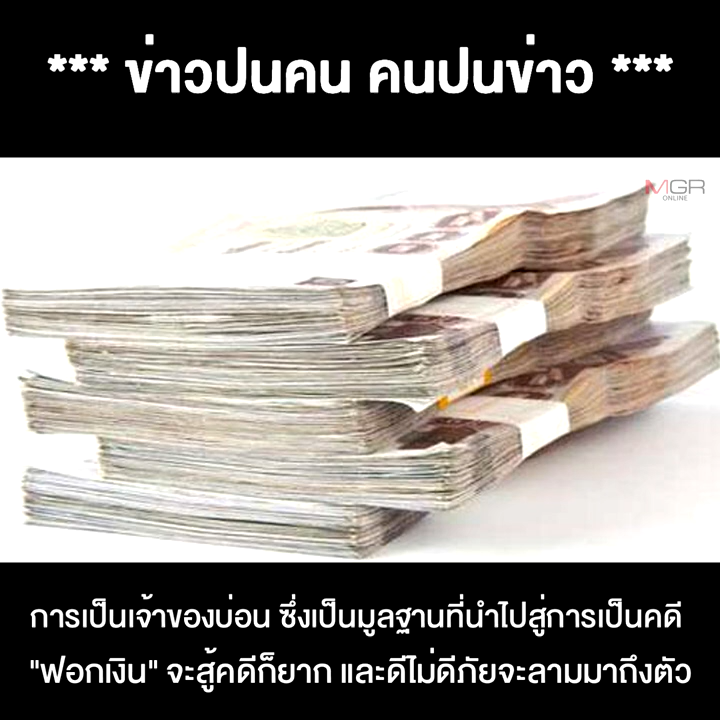 *** ข่าวปนคน คนปนข่าว ***
MGR
ONLINE
การเป็นเจ้าของบ่อน ซึ่งเป็นมูลฐานที่นำไปสู่การเป็นคดี
"ฟอกเงิน" จะสู้คดีก็ยาก และดีไม่ดีภัยจะลามมาถึงตัว